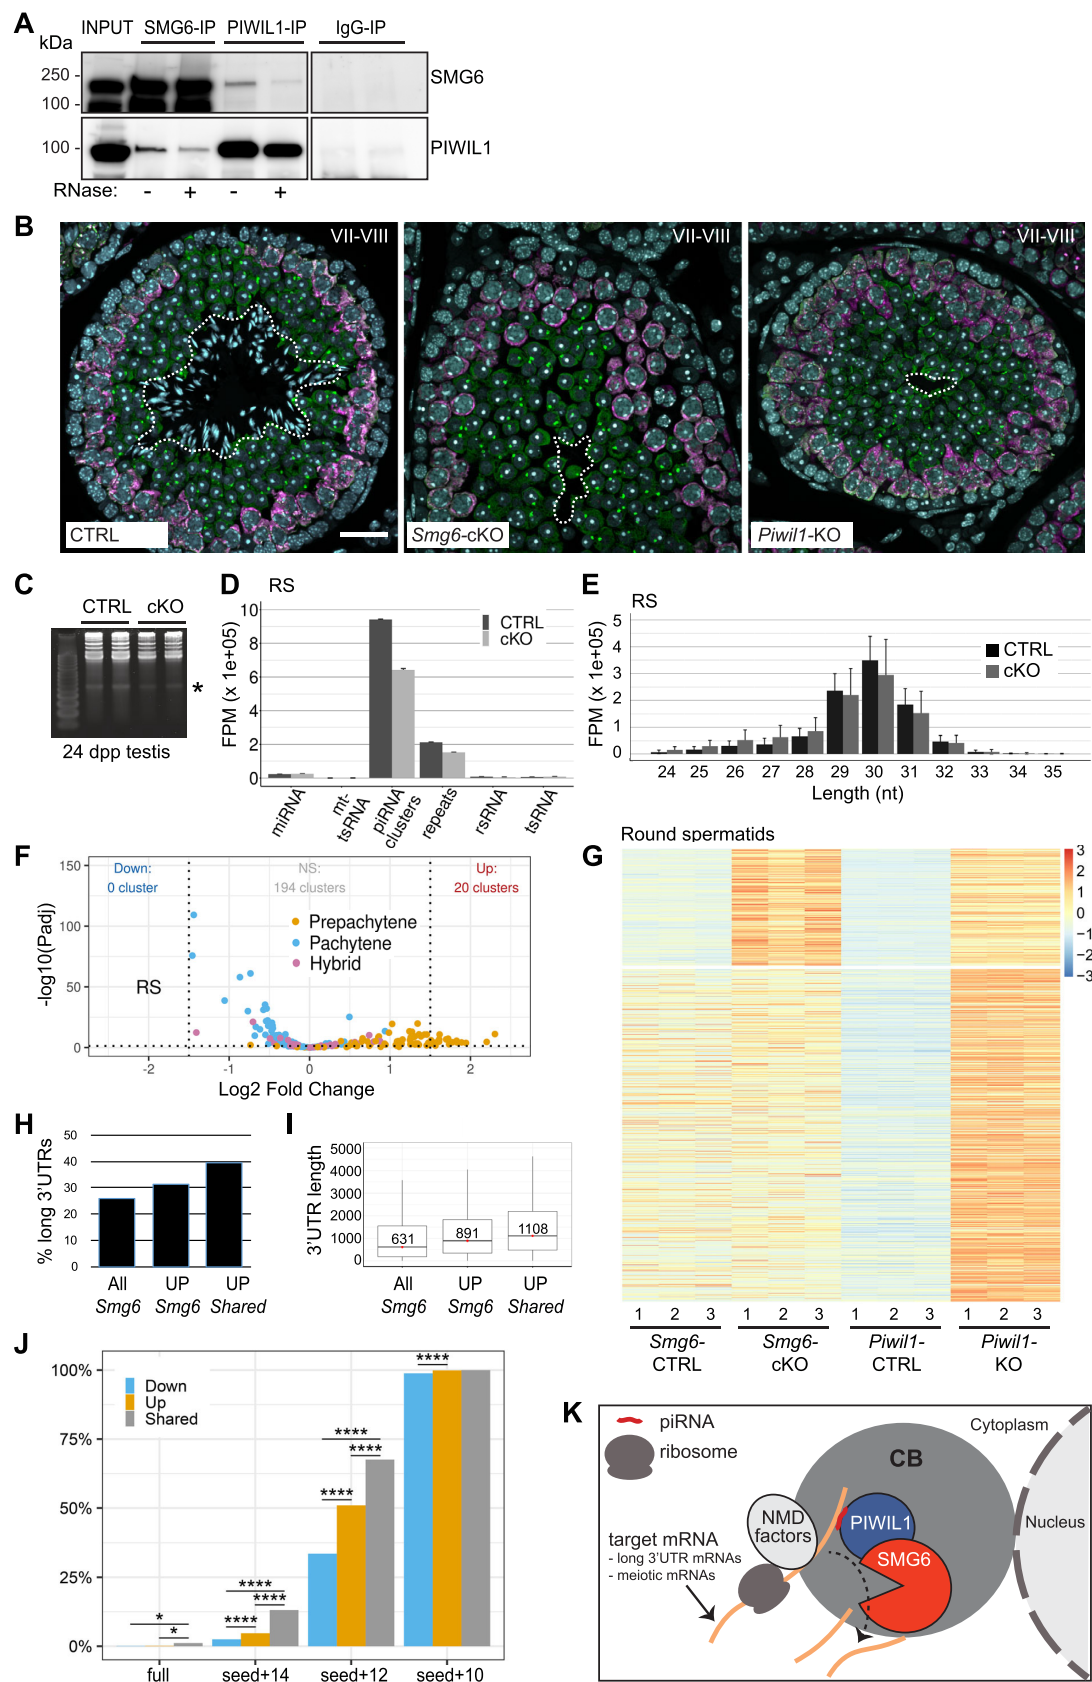 A
INPUT SMG6-IP PIWIL1-IP IgG-IP
kDa
250 -
100 -
SMG6
100 -
PIWIL1
RNase: - + - +
B
VII-VIII VII-VIII VII-VIII
CTRL Smg6-cKO Piwil1-KO
C
CTRL cKO
*
24 dpp testis
D
RS
10
8
6
4
2
0
FPM (x 1e+05)
CTRL
cKO
miRNA
mt-tsRNA
piRNA clusters
repeats
rsRNA
tsRNA
E
RS
5
4
3
2
1
0
FPM (x 1e+05)
CTRL
cKO
24 25 26 27 28 29 30 31 32 33 34 35
Length (nt)
F
150
100
50
0
-log10(Padj)
Down:
0 cluster
NS:
194 clusters
Up:
20 clusters
Prepachytene
Pachytene
Hybrid
RS
-2 -1 0 1 2
Log2 Fold Change
G
Round spermatids
3
2
1
0
−1
−2
−3
1 2 3 1 2 3 1 2 3 1 2 3
Smg6- Smg6- Piwil1- Piwil1-
CTRL cKO CTRL KO
H
50
40
30
20
10
0
% long 3'UTRs
All UP UP
Smg6 Smg6 Shared
I
5000
4000
3000
2000
1000
0
3'UTR length
631 891 1108
All UP UP
Smg6 Smg6 Shared
J
100%
75%
50%
25%
0%
Down
Up
Shared
* *
**** **** ****
**** **** ****
****
full seed+14 seed+12 seed+10
K
piRNA
ribosome
Cytoplasm
CB
Nucleus
NMD
factors
PIWIL1
SMG6
target mRNA
- long 3'UTR mRNAs
- meiotic mRNAs